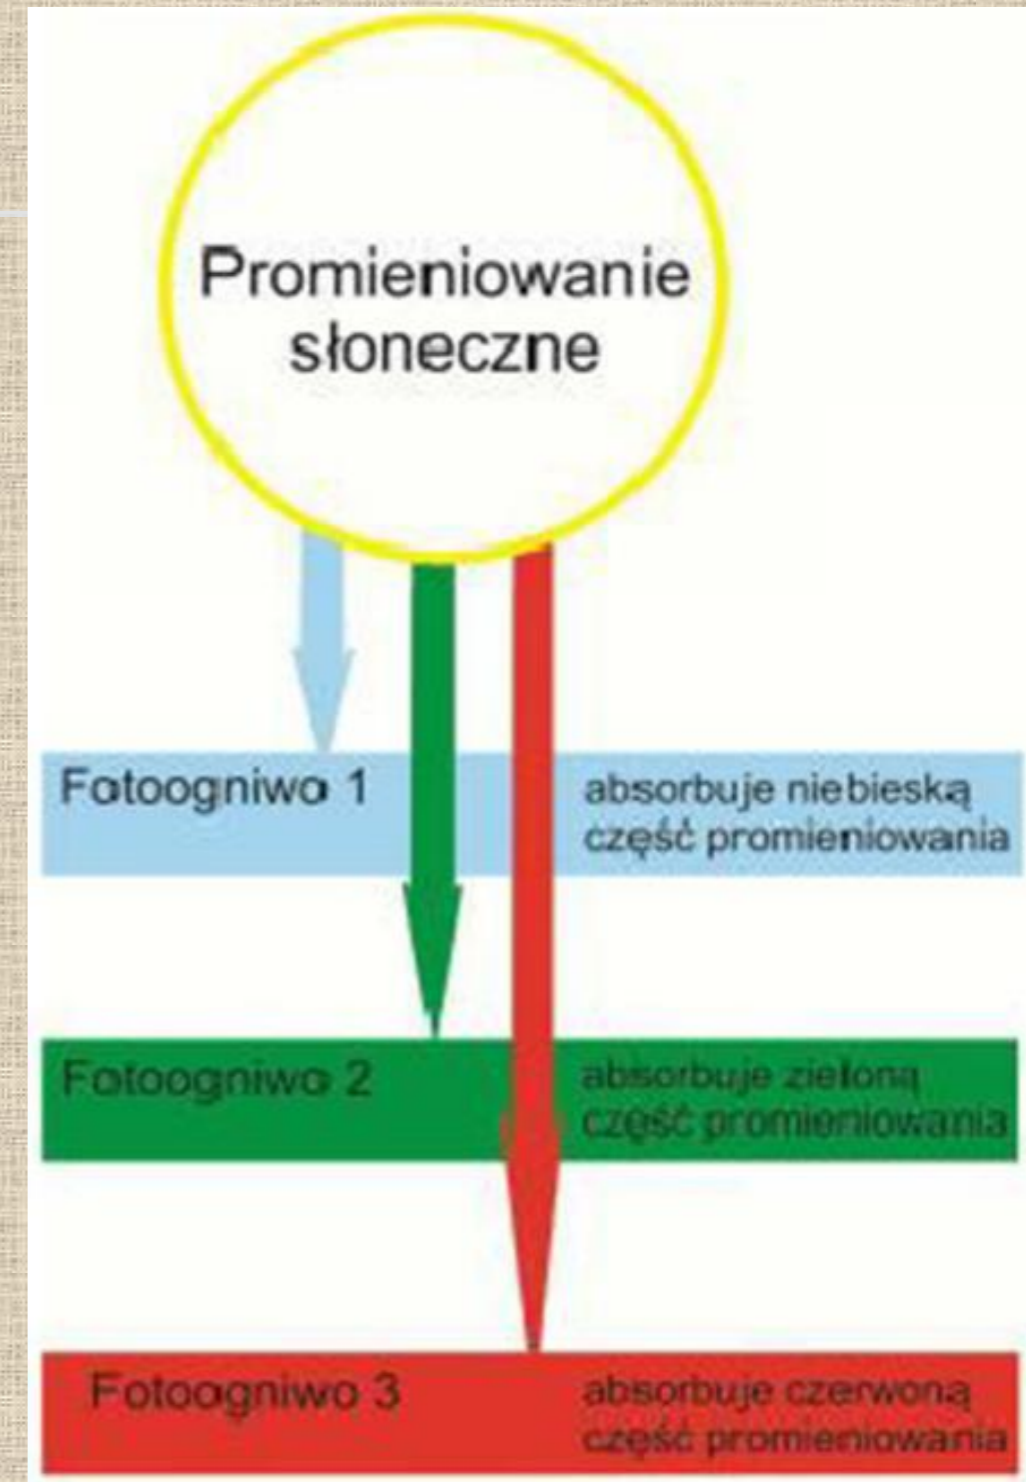 Promieniowanie
słoneczne
Fotoogniwo 1
absorbuje niebieską
część promieniowania
Fotoogniwo 2
absorbuje zieloną
część promieniowania
Fotoogniwo 3
absorbuje czerwoną
część promieniowania